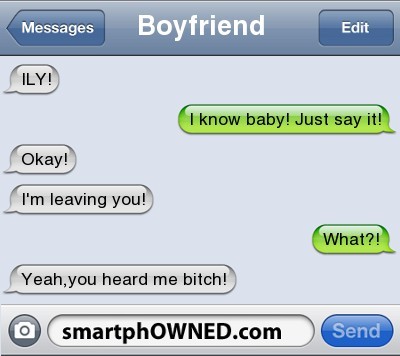 Messages
Boyfriend
Edit
ILY!
I know baby! Just say it!
Okay!
I'm leaving you!
What?!
Yeah,you heard me bitch!
smartphOWNED.com
Send